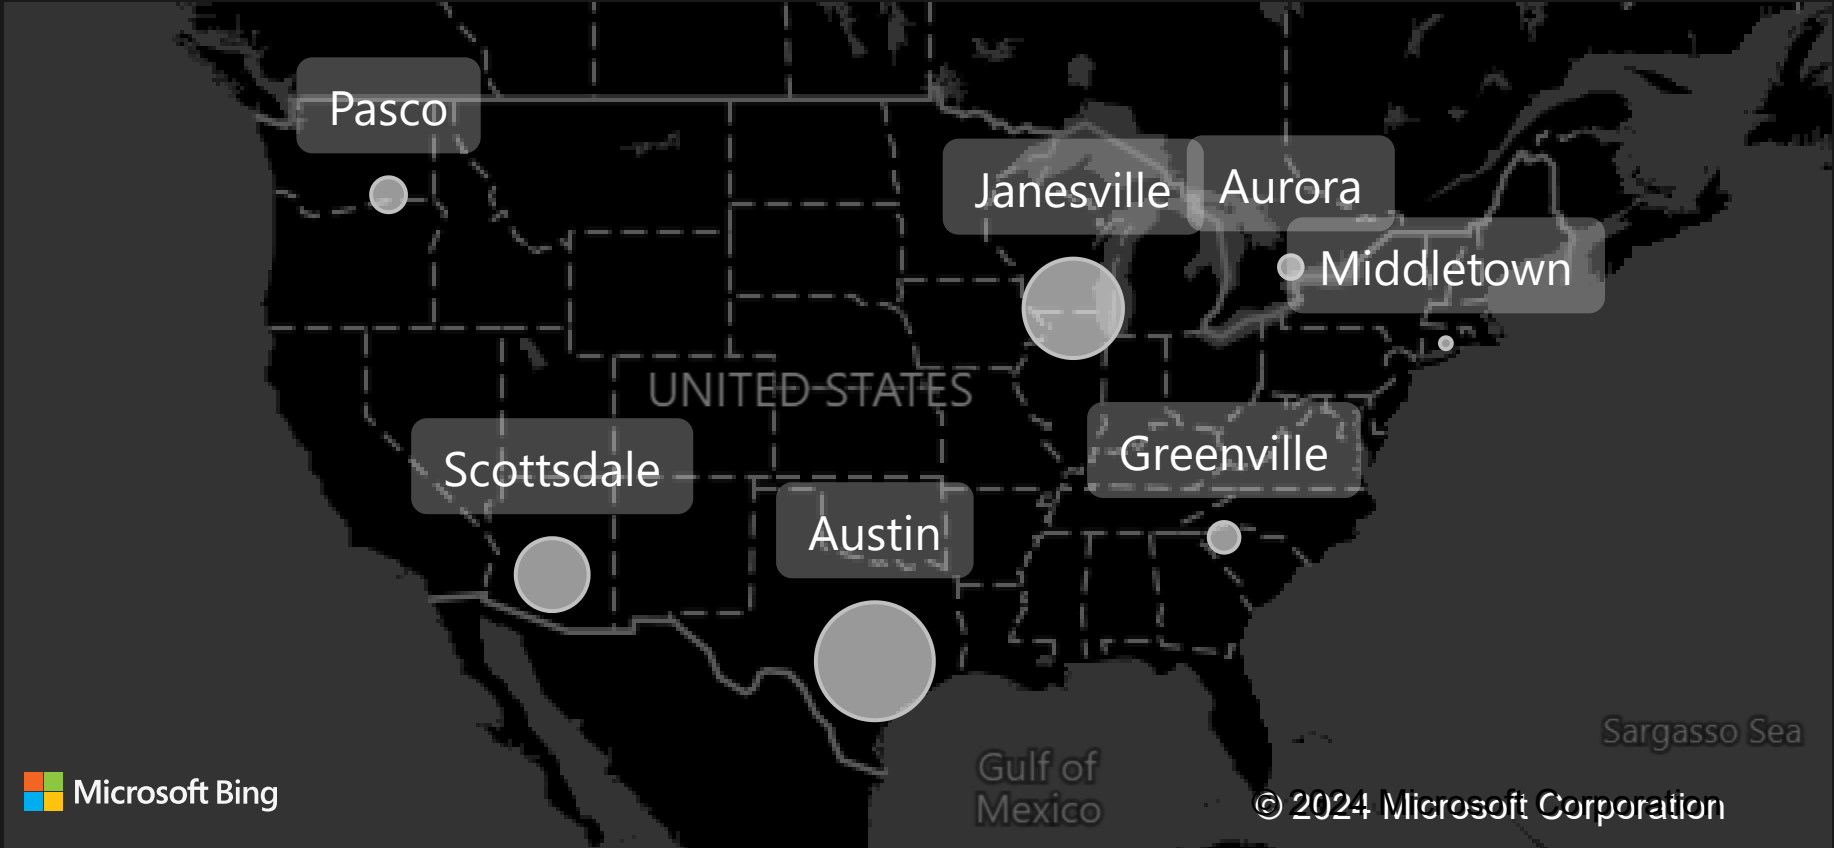 Pasco
Janesville
Aurora
Middletown
UNITED STATES
Scottsdale
Greenville
Austin
Sargasso Sea
Gulf of
Mexico
Microsoft Bing
© 2024 Microsoft Corporation